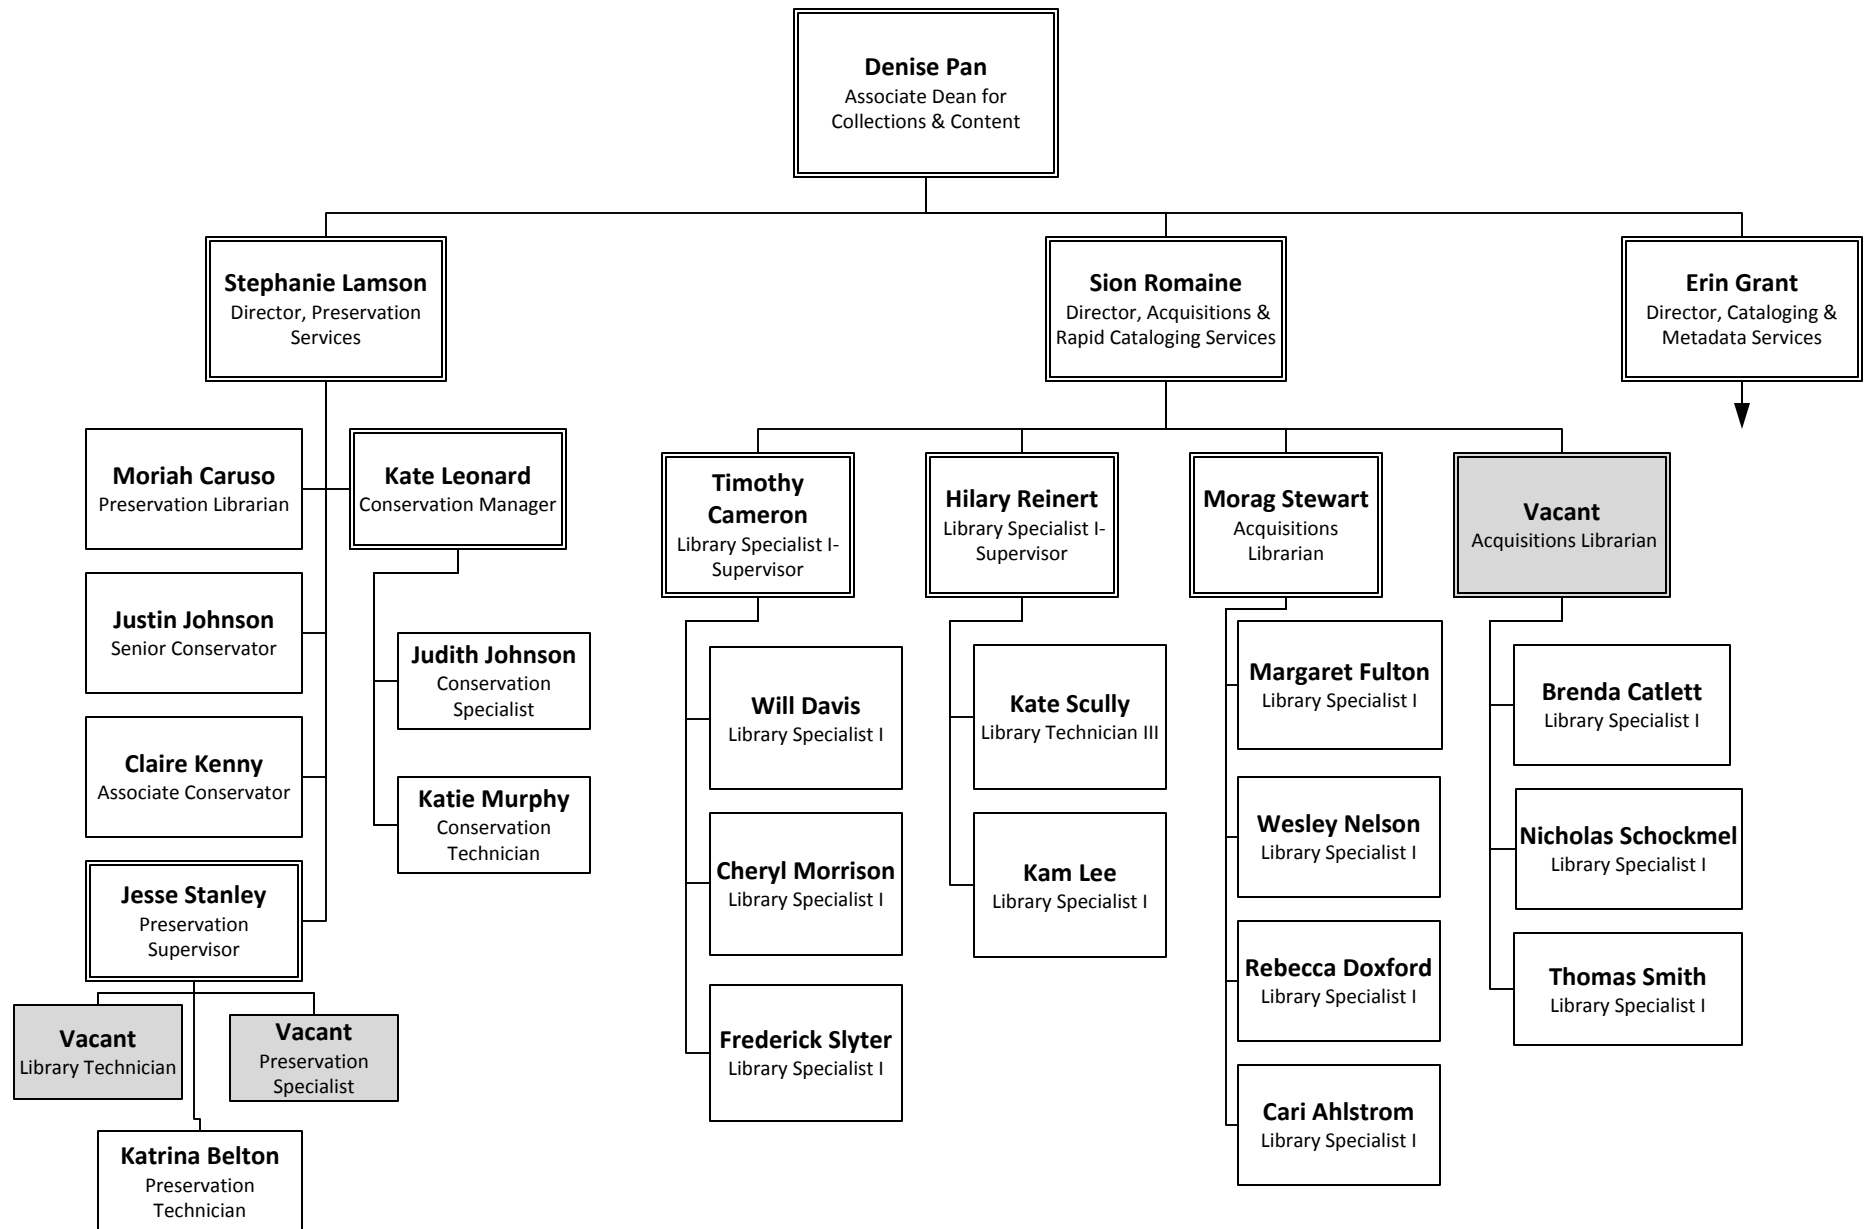 Denise Pan
Associate Dean for
Collections & Content
Stephanie Lamson
Director, Preservation
Services
Sion Romaine
Director, Acquisitions &
Rapid Cataloging Services
Erin Grant
Director, Cataloging &
Metadata Services
Moriah Caruso
Preservation Librarian
Kate Leonard
Conservation Manager
Justin Johnson
Senior Conservator
Judith Johnson
Conservation
Specialist
Claire Kenny
Associate Conservator
Katie Murphy
Conservation
Technician
Jesse Stanley
Preservation
Supervisor
Vacant
Library Technician
Vacant
Preservation
Specialist
Katrina Belton
Preservation
Technician
Timothy
Cameron
Library Specialist I-
Supervisor
Will Davis
Library Specialist I
Cheryl Morrison
Library Specialist I
Frederick Slyter
Library Specialist I
Hilary Reinert
Library Specialist I-
Supervisor
Kate Scully
Library Technician III
Kam Lee
Library Specialist I
Morag Stewart
Acquisitions
Librarian
Margaret Fulton
Library Specialist I
Wesley Nelson
Library Specialist I
Rebecca Doxford
Library Specialist I
Cari Ahlstrom
Library Specialist I
Vacant
Acquisitions Librarian
Brenda Catlett
Library Specialist I
Nicholas Schockmel
Library Specialist I
Thomas Smith
Library Specialist I